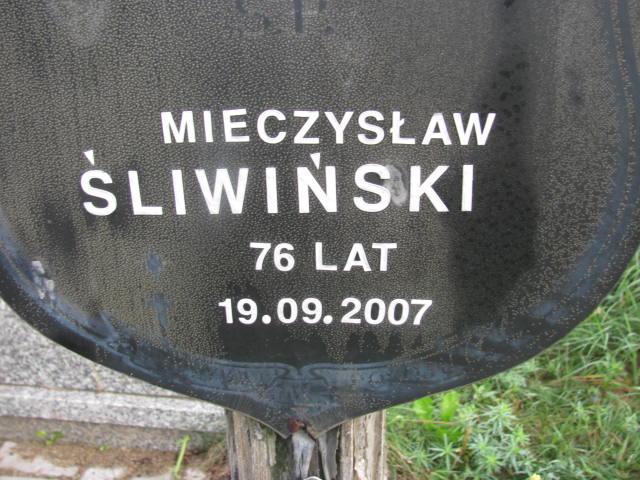 Ś.P.
MIECZYSŁAW
ŚLIWIŃSKI
76 LAT
19.09.2007